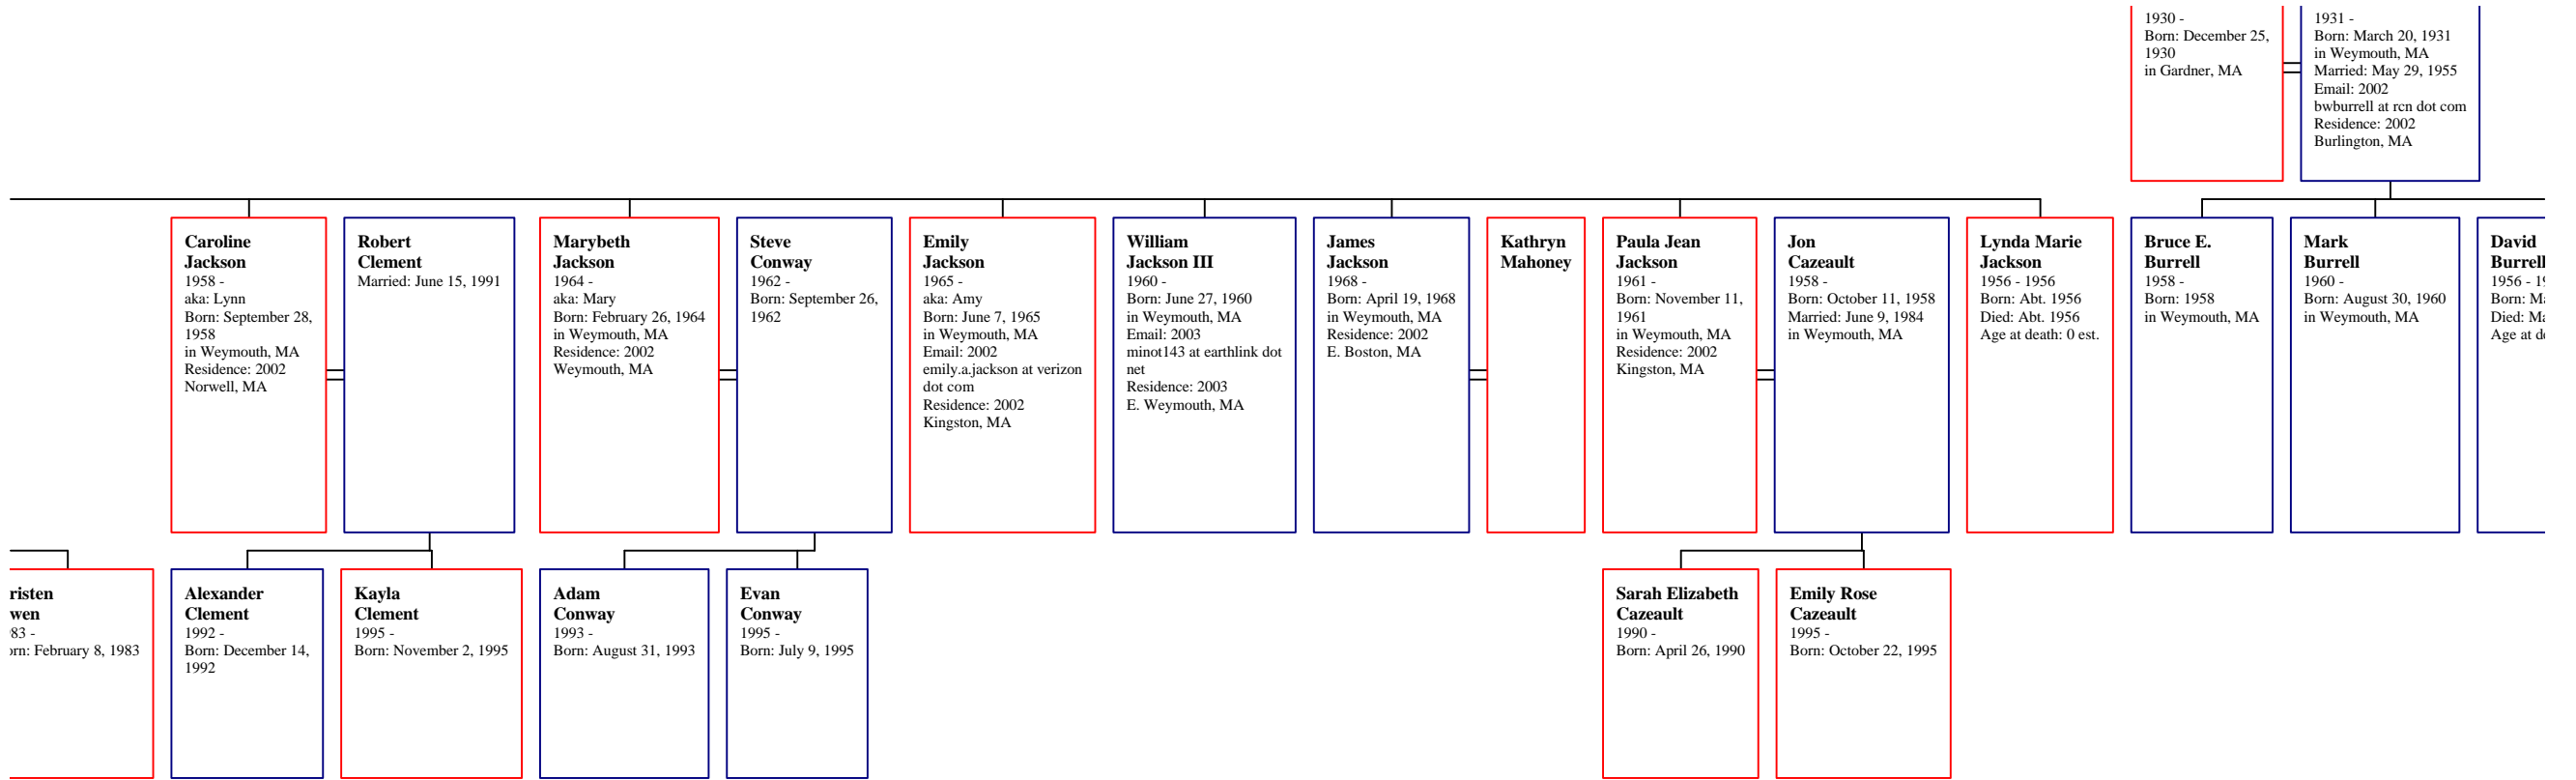 1930 -
Born: December 25,
1930
in Gardner, MA
1931 -
Born: March 20, 1931
in Weymouth, MA
Married: May 29, 1955
Email: 2002
bwburrell at rcn dot com
Residence: 2002
Burlington, MA
Caroline
Jackson
1958 -
aka: Lynn
Born: September 28,
1958
in Weymouth, MA
Residence: 2002
Norwell, MA
Robert
Clement
Married: June 15, 1991
Marybeth
Jackson
1964 -
aka: Mary
Born: February 26, 1964
in Weymouth, MA
Residence: 2002
Weymouth, MA
Steve
Conway
1962 -
Born: September 26,
1962
Emily
Jackson
1965 -
aka: Amy
Born: June 7, 1965
in Weymouth, MA
Email: 2002
emily.a.jackson at verizon
dot com
Residence: 2002
Kingston, MA
William
Jackson III
1960 -
Born: June 27, 1960
in Weymouth, MA
Email: 2003
minot143 at earthlink dot
net
Residence: 2003
E. Weymouth, MA
James
Jackson
1968 -
Born: April 19, 1968
in Weymouth, MA
Residence: 2002
E. Boston, MA
Kathryn
Mahoney
Paula Jean
Jackson
1961 -
Born: November 11,
1961
in Weymouth, MA
Residence: 2002
Kingston, MA
Jon
Cazeault
1958 -
Born: October 11, 1958
Married: June 9, 1984
in Weymouth, MA
Lynda Marie
Jackson
1956 - 1956
Born: Abt. 1956
Died: Abt. 1956
Age at death: 0 est.
Bruce E.
Burrell
1958 -
Born: 1958
in Weymouth, MA
Mark
Burrell
1960 -
Born: August 30, 1960
in Weymouth, MA
David
Burrell
1956 -
Born:
Died:
Age at
risten
wen
83 -
orn: February 8, 1983
Alexander
Clement
1992 -
Born: December 14,
1992
Kayla
Clement
1995 -
Born: November 2, 1995
Adam
Conway
1993 -
Born: August 31, 1993
Evan
Conway
1995 -
Born: July 9, 1995
Sarah Elizabeth
Cazeault
1990 -
Born: April 26, 1990
Emily Rose
Cazeault
1995 -
Born: October 22, 1995